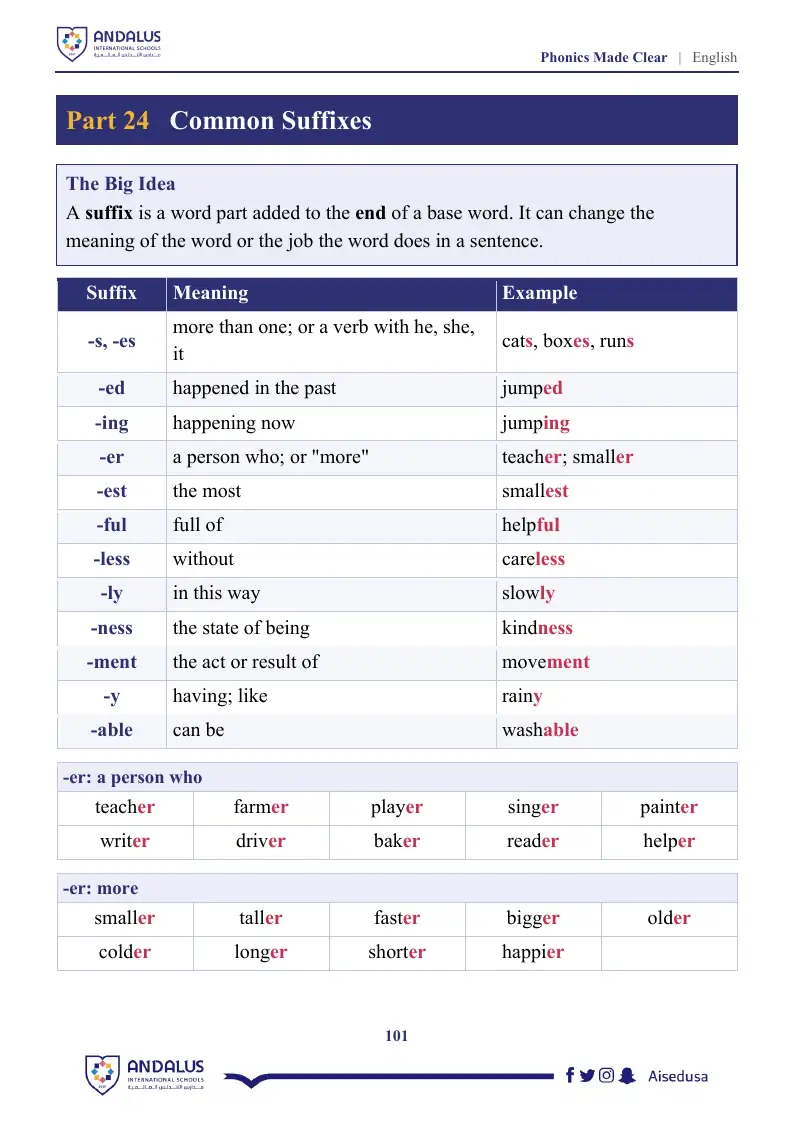 ANDALUS
INTERNATIONAL SCHOOLS
مدارس الأندلس العالمية
Phonics Made Clear | English
Part 24 Common Suffixes
The Big Idea
A suffix is a word part added to the end of a base word. It can change the
meaning of the word or the job the word does in a sentence.
Suffix Meaning Example
-s, -es more than one; or a verb with he, she, it cats, boxes, runs
-ed happened in the past jumped
-ing happening now jumping
-er a person who; or "more" teacher; smaller
-est the most smallest
-ful full of helpful
-less without careless
-ly in this way slowly
-ness the state of being kindness
-ment the act or result of movement
-y having; like rainy
-able can be washable
-er: a person who
teacher farmer player singer painter
writer driver baker reader helper
-er: more
smaller taller faster bigger older
colder longer shorter happier
101
ANDALUS
INTERNATIONAL SCHOOLS
مدارس الأندلس العالمية
Aisedusa